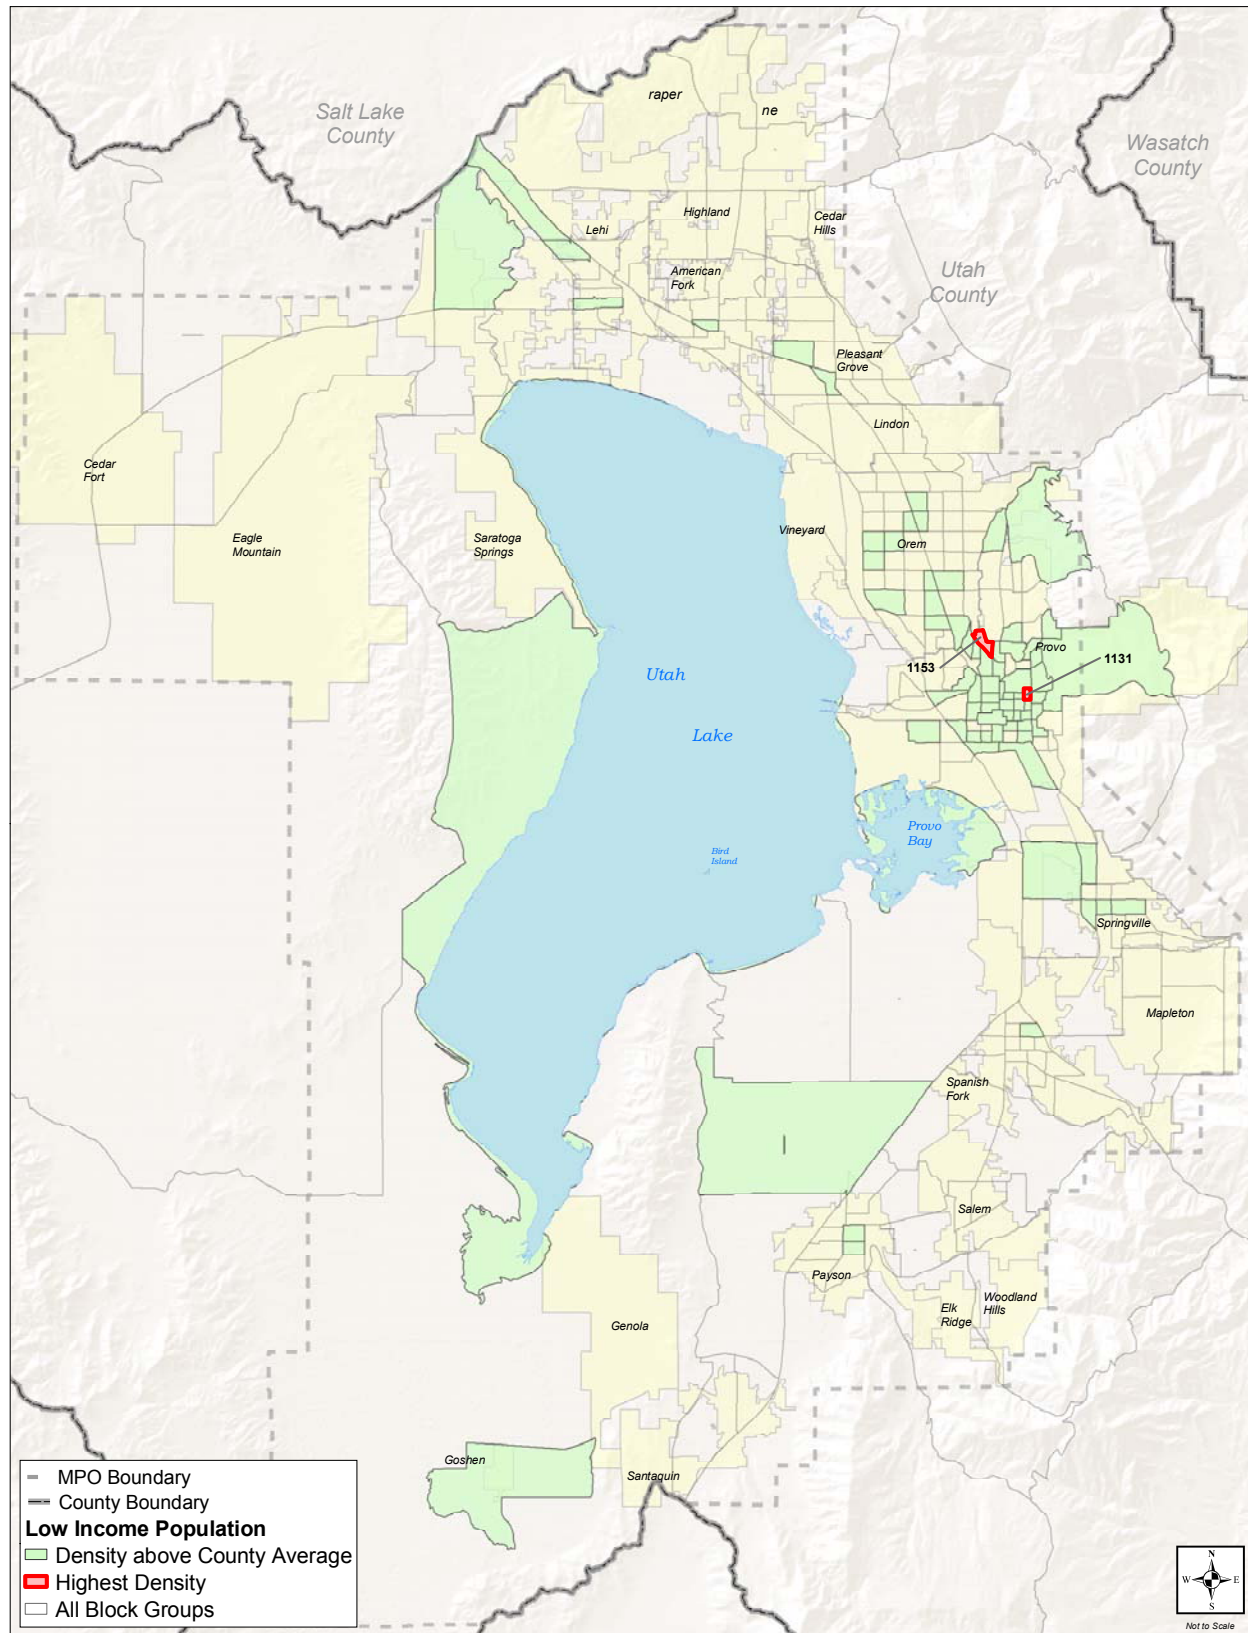 Salt Lake
County
raper
ne
Wasatch
County
Highland
Cedar
Hills
Lehi
American
Fork
Utah
County
Pleasant
Grove
Lindon
Cedar
Fort
Eagle
Mountain
Saratoga
Springs
Vineyard
Orem
Provo
1153
1131
Utah
Lake
Provo
Bay
Bird
Island
Springville
Mapleton
Spanish
Fork
Salem
Payson
Elk
Ridge
Woodland
Hills
Genola
Goshen
Santaquin
MPO Boundary
County Boundary
Low Income Population
Density above County Average
Highest Density
All Block Groups
N
W E
S
Not to Scale